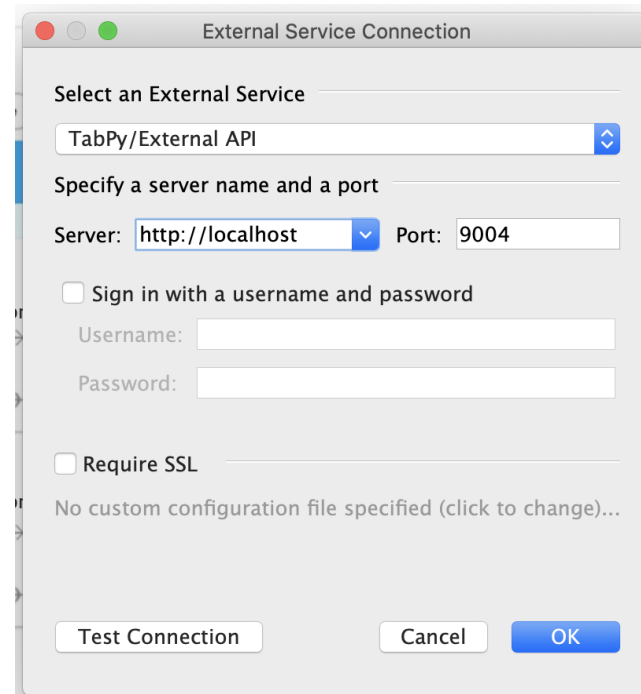 External Service Connection
Select an External Service
TabPy/External API
Specify a server name and a port
Server: http://localhost Port: 9004
Sign in with a username and password
Username:
Password:
Require SSL
No custom configuration file specified (click to change)...
Test Connection Cancel OK